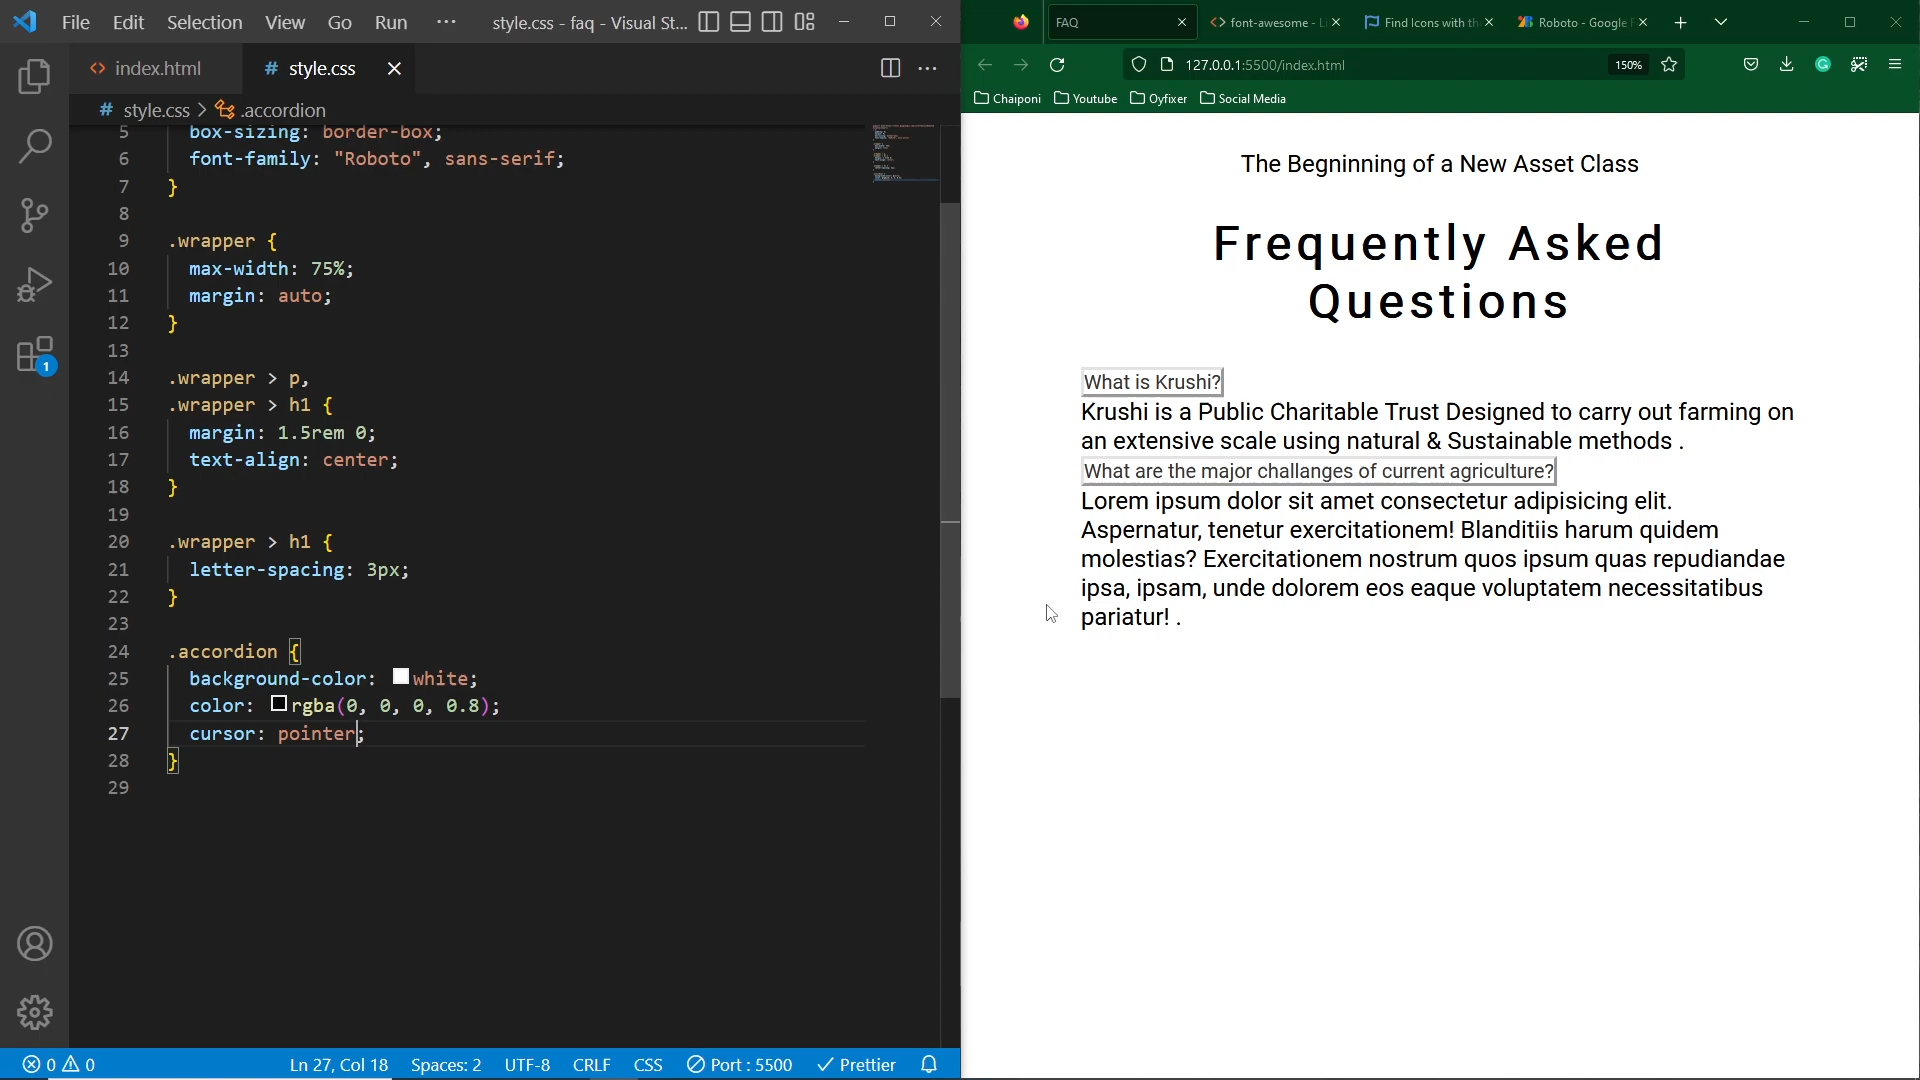 File Edit Selection View Go Run ··· style.css - faq - Visual St...
index.html # style.css
# style.css > .accordion
5 box-sizing: border-box;
6 font-family: "Roboto", sans-serif;
7 }
8
9 .wrapper {
10 max-width: 75%;
11 margin: auto;
12 }
13
14 .wrapper > p,
15 .wrapper > h1 {
16 margin: 1.5rem 0;
17 text-align: center;
18 }
19
20 .wrapper > h1 {
21 letter-spacing: 3px;
22 }
23
24 .accordion {
25 background-color: white;
26 color: rgba(0, 0, 0, 0.8);
27 cursor: pointer;
28 }
29
1
0 0 Ln 27, Col 18 Spaces: 2 UTF-8 CRLF CSS Port : 5500 Prettier
FAQ font-awesome - Find Icons with th Roboto - Google
127.0.0.1:5500/index.html 150%
Chaiponi Youtube Oyfixer Social Media
The Begninning of a New Asset Class
Frequently Asked
Questions
What is Krushi?
Krushi is a Public Charitable Trust Designed to carry out farming on
an extensive scale using natural & Sustainable methods .
What are the major challanges of current agriculture?
Lorem ipsum dolor sit amet consectetur adipisicing elit.
Aspernatur, tenetur exercitationem! Blanditiis harum quidem
molestias? Exercitationem nostrum quos ipsum quas repudiandae
ipsa, ipsam, unde dolorem eos eaque voluptatem necessitatibus
pariatur! .